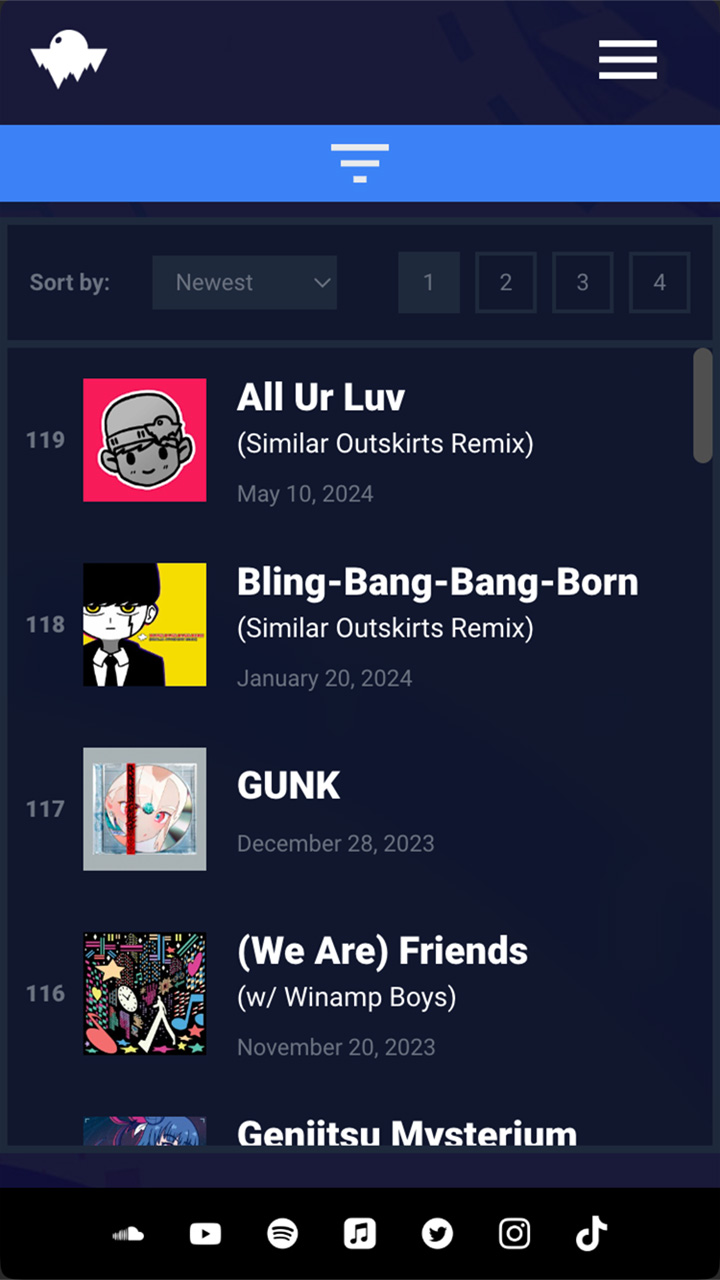 Sort by:
Newest
1
2
3
4
119
All Ur Luv
(Similar Outskirts Remix)
May 10, 2024
118
Bling-Bang-Bang-Born
(Similar Outskirts Remix)
January 20, 2024
117
GUNK
December 28, 2023
116
(We Are) Friends
(w/ Winamp Boys)
November 20, 2023
Genjitsu Mysterium